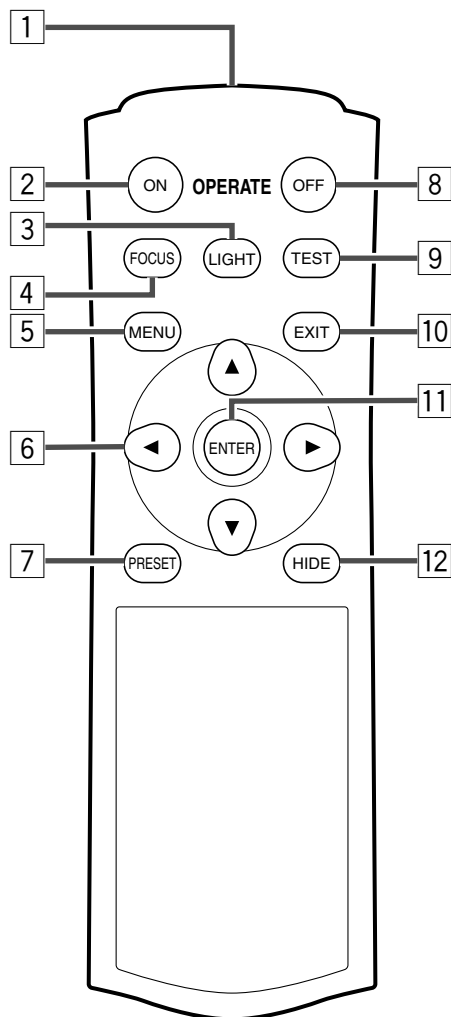 1
2 ON OPERATE OFF 8
3
FOCUS LIGHT TEST 9
4
5 MENU EXIT 10
▲
11
6 ◀ ENTER ▶
▼
7 PRESET HIDE 12